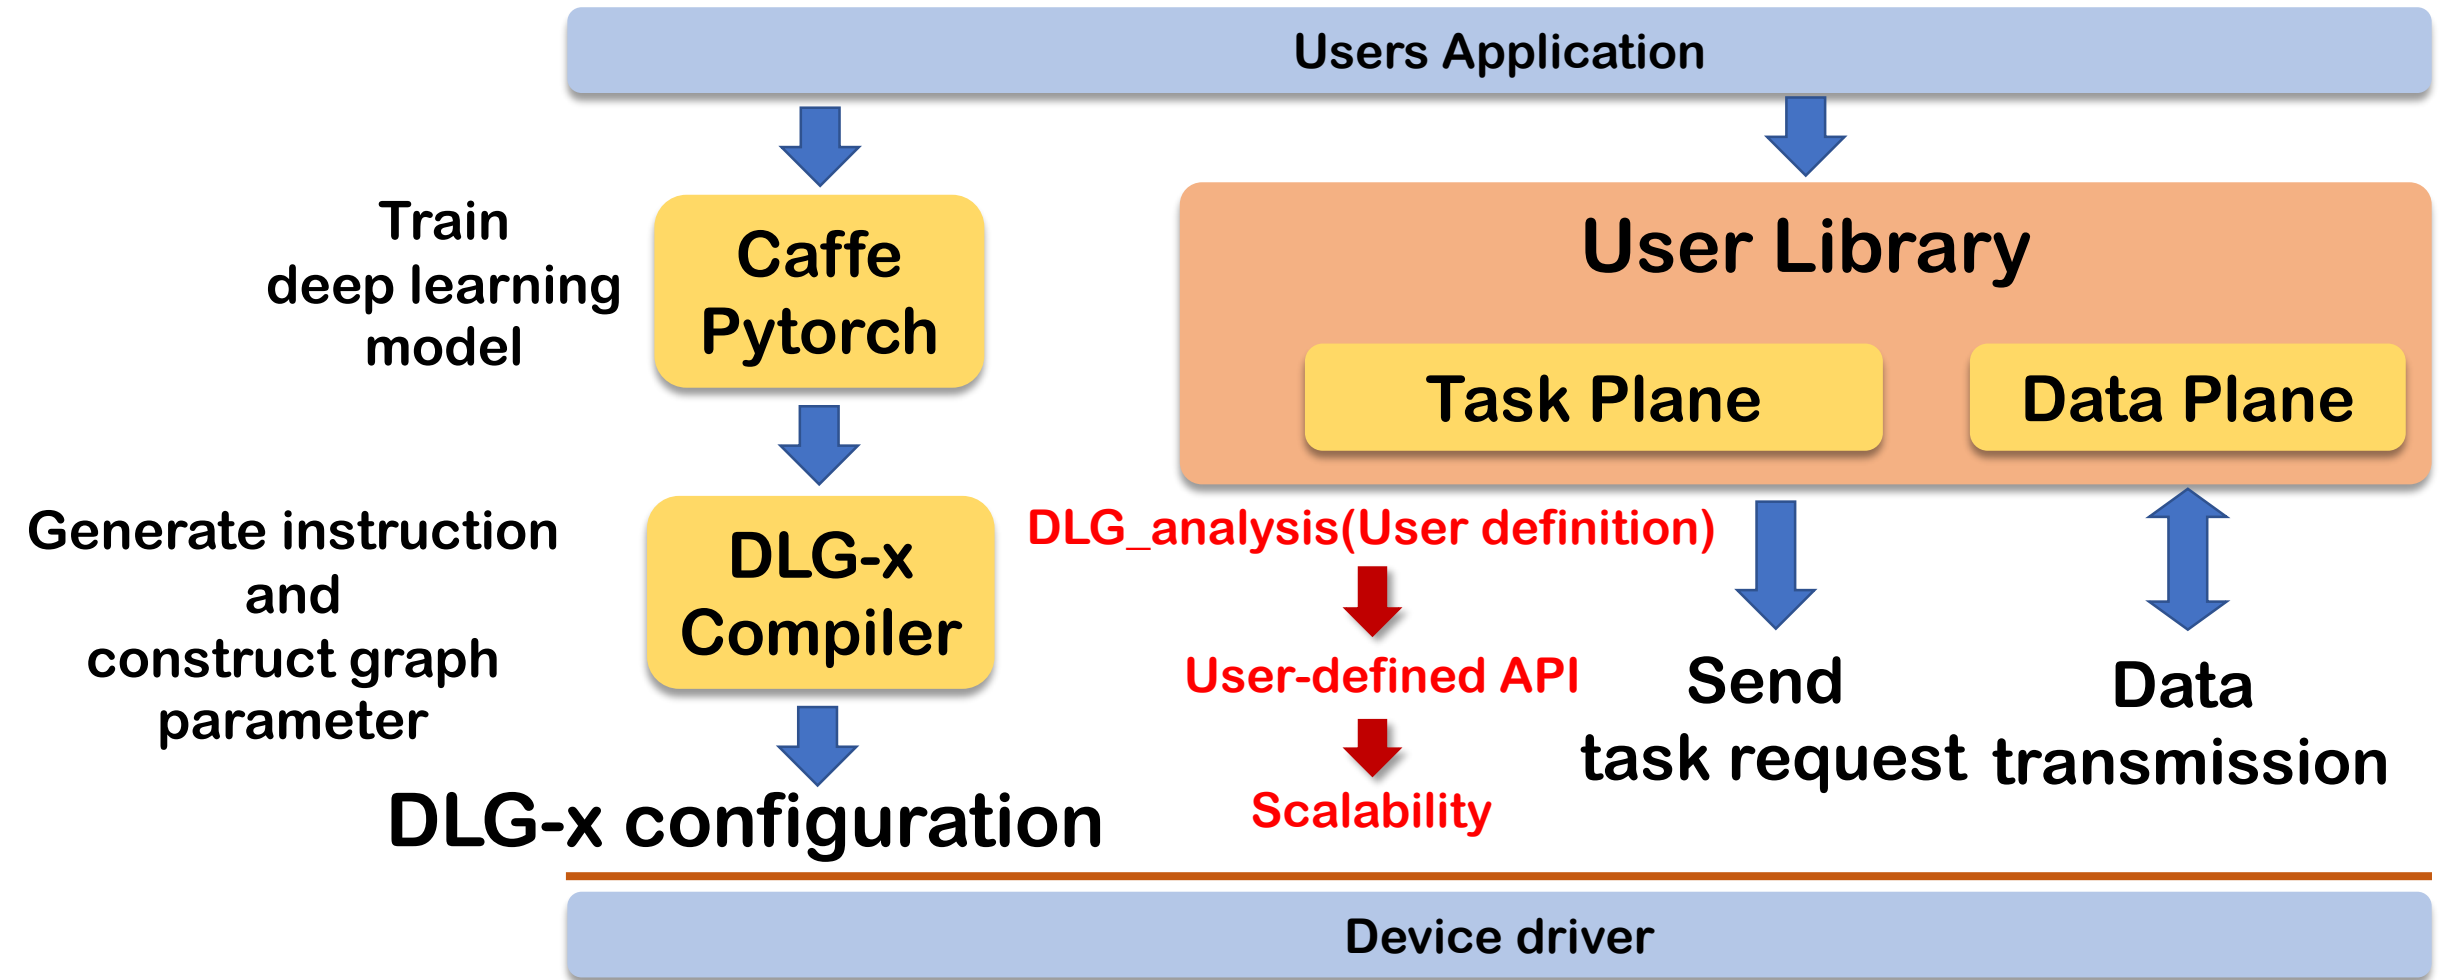 Users Application
Train
deep learning
model
Caffe
Pytorch
User Library
Task Plane
Data Plane
Generate instruction
and
construct graph
parameter
DLG-x
Compiler
DLG_analysis(User definition)
User-defined API
Scalability
Send
task request
Data
transmission
DLG-x configuration
Device driver